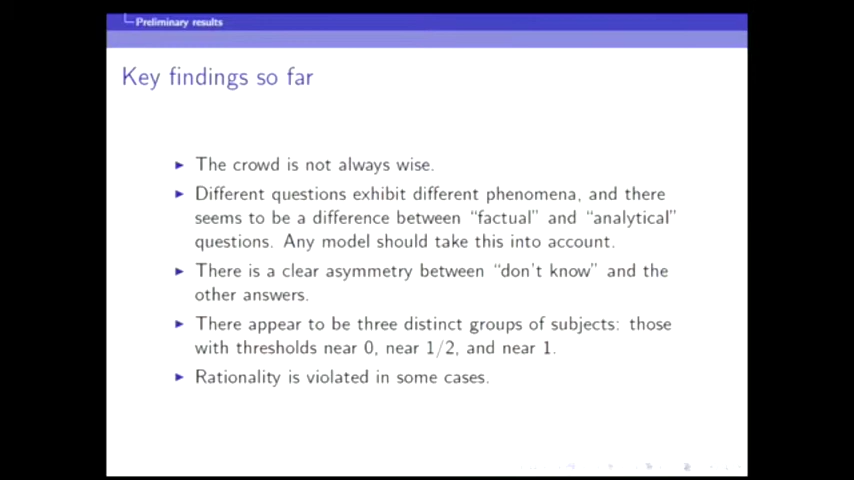 Preliminary results
Key findings so far
The crowd is not always wise.
Different questions exhibit different phenomena, and there
seems to be a difference between “factual” and “analytical”
questions. Any model should take this into account.
There is a clear asymmetry between “don't know” and the
other answers.
There appear to be three distinct groups of subjects: those
with thresholds near 0, near 1/2, and near 1.
Rationality is violated in some cases.